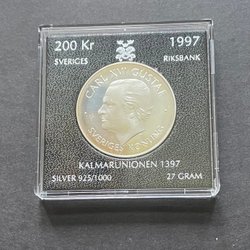 200 Kr 1997
SVERIGES RIKSBANK
CARL XVI GUSTAF
SVERIGES KONUNG
KALMARUNIONEN 1397
SILVER 925/1000 27 GRAM